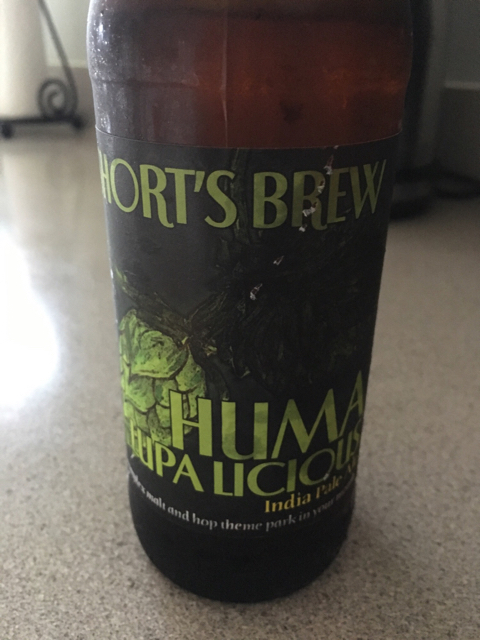 HORT'S BREW
HUMA
LUPA LICIOUS
India Pale
malt and hop theme park in your